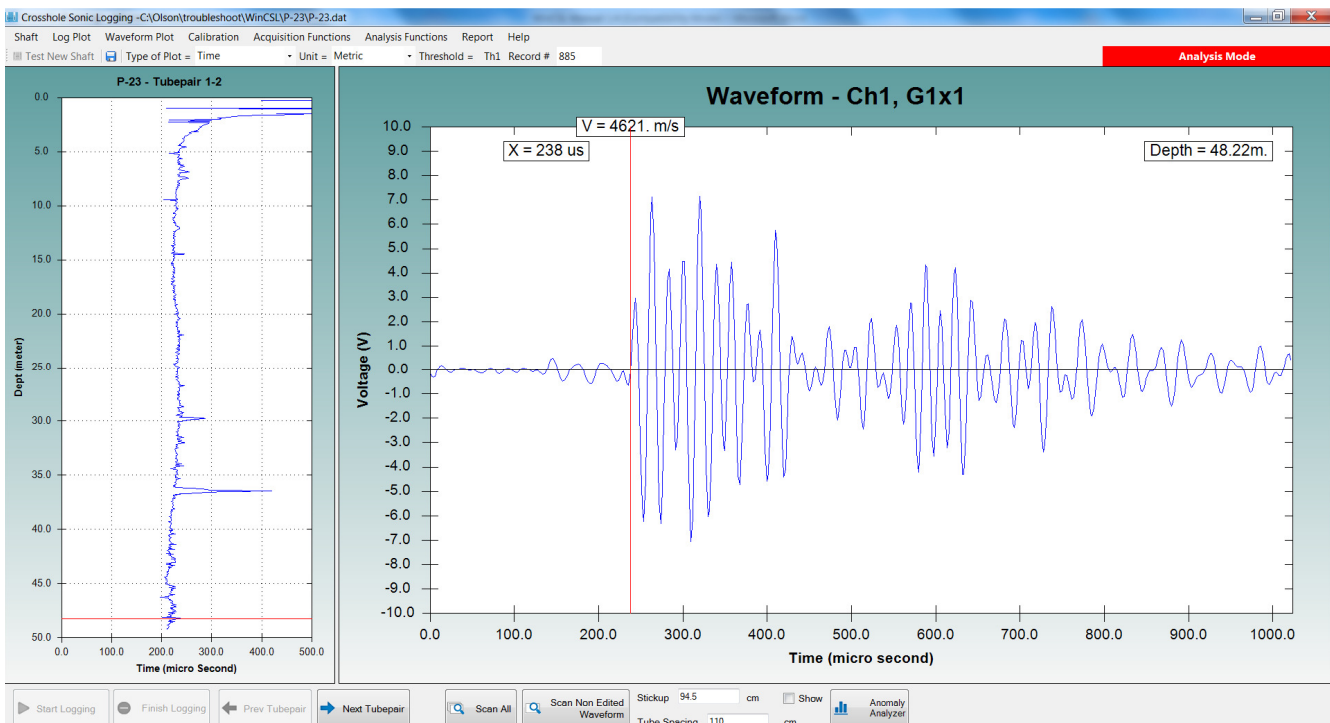 Crosshole Sonic Logging -C:\Olson\troubleshoot\WinCSL\P-23\P-23.dat
Shaft Log Plot Waveform Plot Calibration Acquisition Functions Analysis Functions Report Help
Test New Shaft Type of Plot = Time Unit = Metric Threshold = Th1 Record # 885 Analysis Mode
P-23 - Tubepair 1-2
0.0
5.0
10.0
15.0
20.0
25.0
30.0
35.0
40.0
45.0
50.0
Dept (meter)
0.0 100.0 200.0 300.0 400.0 500.0
Time (micro Second)
Waveform - Ch1, G1x1
V = 4621. m/s
X = 238 us
Depth = 48.22m.
10.0
9.0
8.0
7.0
6.0
5.0
4.0
3.0
2.0
1.0
0.0
-1.0
-2.0
-3.0
-4.0
-5.0
-6.0
-7.0
-8.0
-9.0
-10.0
Voltage (V)
0.0 100.0 200.0 300.0 400.0 500.0 600.0 700.0 800.0 900.0 1000.0
Time (micro second)
Start Logging Finish Logging Prev Tubepair Next Tubepair Scan All
Scan Non Edited
Waveform
Stickup 94.5 cm Show
Tube Spacing 110 cm
Anomaly
Analyzer